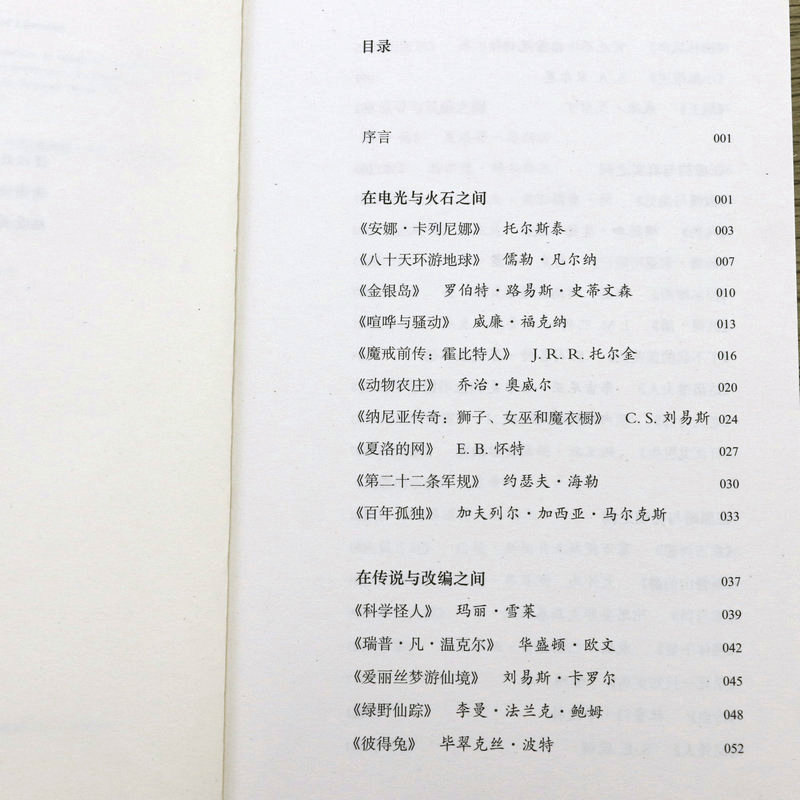 目录
序言 001
在电光与火石之间 001
《安娜·卡列尼娜》 托尔斯泰 003
《八十天环游地球》 儒勒·凡尔纳 007
《金银岛》 罗伯特·路易斯·史蒂文森 010
《喧哗与骚动》 威廉·福克纳 013
《魔戒前传：霍比特人》 J. R. R. 托尔金 016
《动物农庄》 乔治·奥威尔 020
《纳尼亚传奇：狮子、女巫和魔衣橱》 C. S. 刘易斯 024
《夏洛的网》 E. B. 怀特 027
《第二十二条军规》 约瑟夫·海勒 030
《百年孤独》 加夫列尔·加西亚·马尔克斯 033
在传说与改编之间 037
《科学怪人》 玛丽·雪莱 039
《瑞普·凡·温克尔》 华盛顿·欧文 042
《爱丽丝梦游仙境》 刘易斯·卡罗尔 045
《绿野仙踪》 李曼·法兰克·鲍姆 048
《彼得兔》 毕翠克丝·波特 052